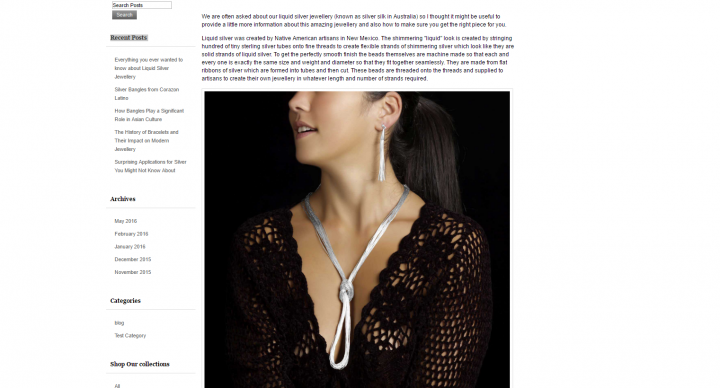 Search Posts
Search
Recent Posts
Everything you ever wanted to
know about Liquid Silver
Jewellery
Silver Bangles from Corazon
Latino
How Bangles Play a Significant
Role in Asian Culture
The History of Bracelets and
Their Impact on Modern
Jewellery
Surprising Applications for Silver
You Might Not Know About
Archives
May 2016
February 2016
January 2016
December 2015
November 2015
Categories
blog
Test Category
Shop Our collections
All
We are often asked about our liquid silver jewellery (known as silver silk in Australia) so I thought it might be useful to
provide a little more information about this amazing jewellery and also how to make sure you get the right piece for you.
Liquid silver was created by Native American artisans in New Mexico. The shimmering "liquid" look is created by stringing
hundred of tiny sterling silver tubes onto fine threads to create flexible strands of shimmering silver which look like they are
solid strands of liquid silver. To get the perfectly smooth finish the beads themselves are machine made so that each and
every one is exactly the same size and weight and diameter so that they fit together seamlessly. They are made from flat
ribbons of silver which are formed into tubes and then cut. These beads are threaded onto the threads and supplied to
artisans to create their own jewellery in whatever length and number of strands required.